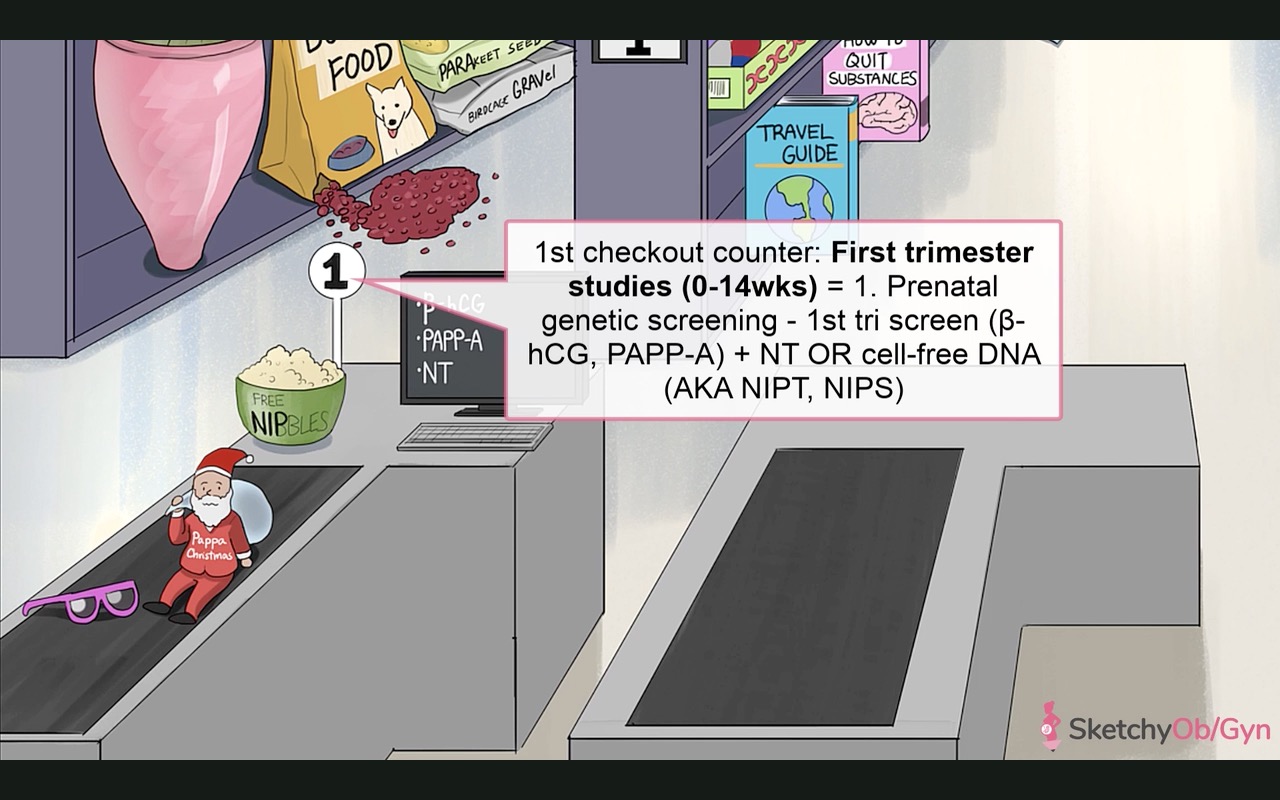 FOOD
PARAKEET SEED
BIRDCAGE GRAVEL
1
HOW TO
QUIT
SUBSTANCES
TRAVEL
GUIDE
1
·β-hCG
·PAPP-A
·NT
1st checkout counter: First trimester
studies (0-14wks) = 1. Prenatal
genetic screening - 1st tri screen (β-
hCG, PAPP-A) + NT OR cell-free DNA
(AKA NIPT, NIPS)
FREE
NIBBLES
Pappa
Christmas
SketchyOb/Gyn